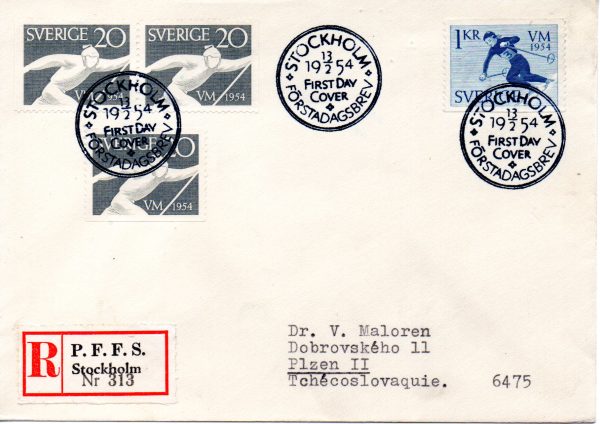 SVERIGE 20
VM 1954
SVERIGE 20
VM 1954
STOCKHOLM
13/2
19 54
FIRST DAY
COVER
FÖRSTADAGSBREV
STOCKHOLM
13/2
19 54
FIRST DAY
COVER
FÖRSTADAGSBREV
1 KR VM
1954
SVERIGE
STOCKHOLM
13/2
19 54
FIRST DAY
COVER
FÖRSTADAGSBREV
20
VM 1954
R
P. F. F. S.
Stockholm
Nr 313
Dr. V. Maloren
Dobrovského 11
Plzen II
Tchécoslovaquie. 6475